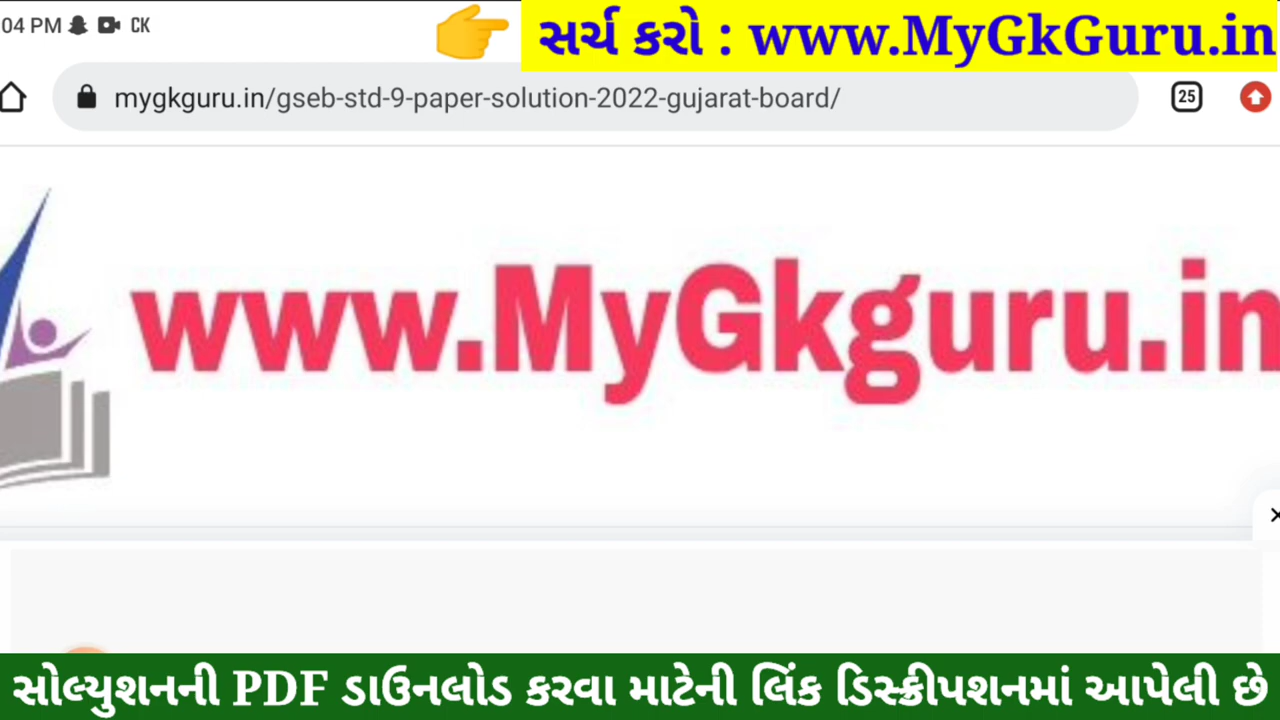 04 PM CK
સર્ચ કરો : www.MyGkGuru.in
mygkguru.in/gseb-std-9-paper-solution-2022-gujarat-board/
25
www.MyGkguru.in
સોલ્યુશનની PDF ડાઉનલોડ કરવા માટેની લિંક ડિસ્ક્રીપશનમાં આપેલી છે